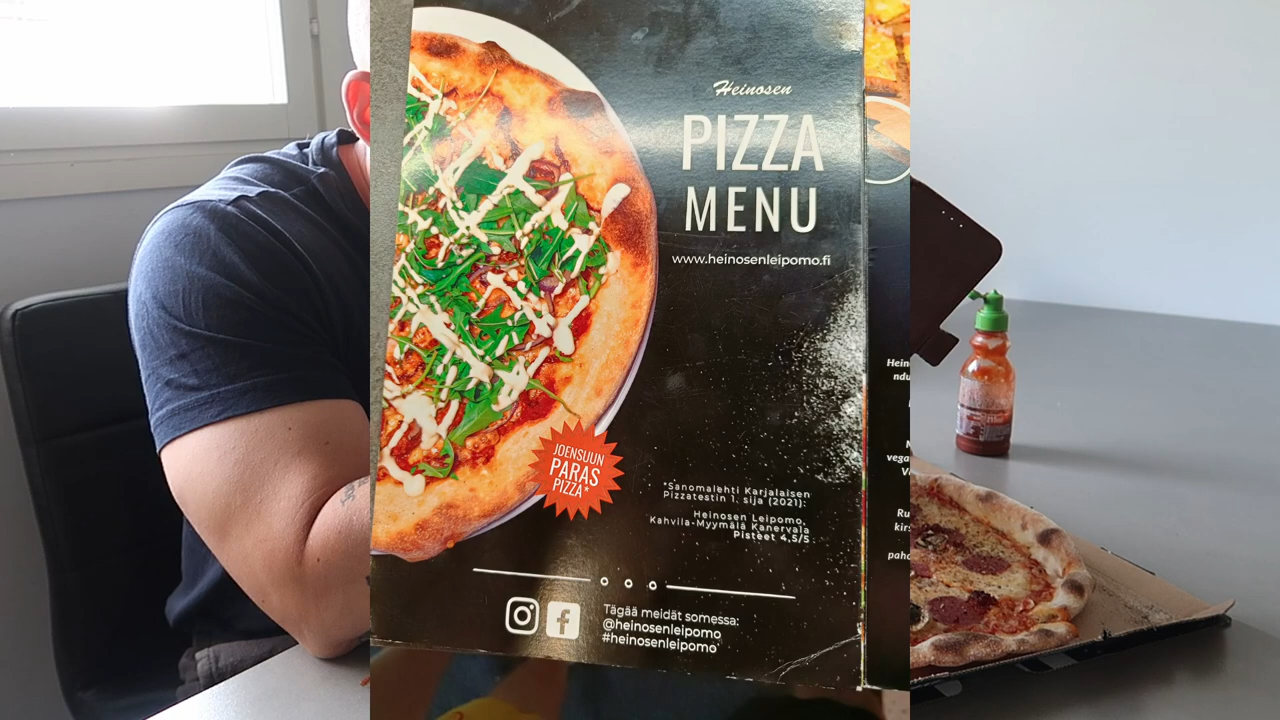 Heinosen
PIZZA
MENU
www.heinosenleipomo.fi
JOENSUUN
PARAS
PIZZA*
*Sanomalehti Karjalaisen
Pizzatestin 1. sija (2021):
Heinosen Leipomo,
Kahvila-Myymälä Kanervala
Pisteet 4,5/5
Tägää meidät somessa:
@heinosenleipomo
#heinosenleipomo